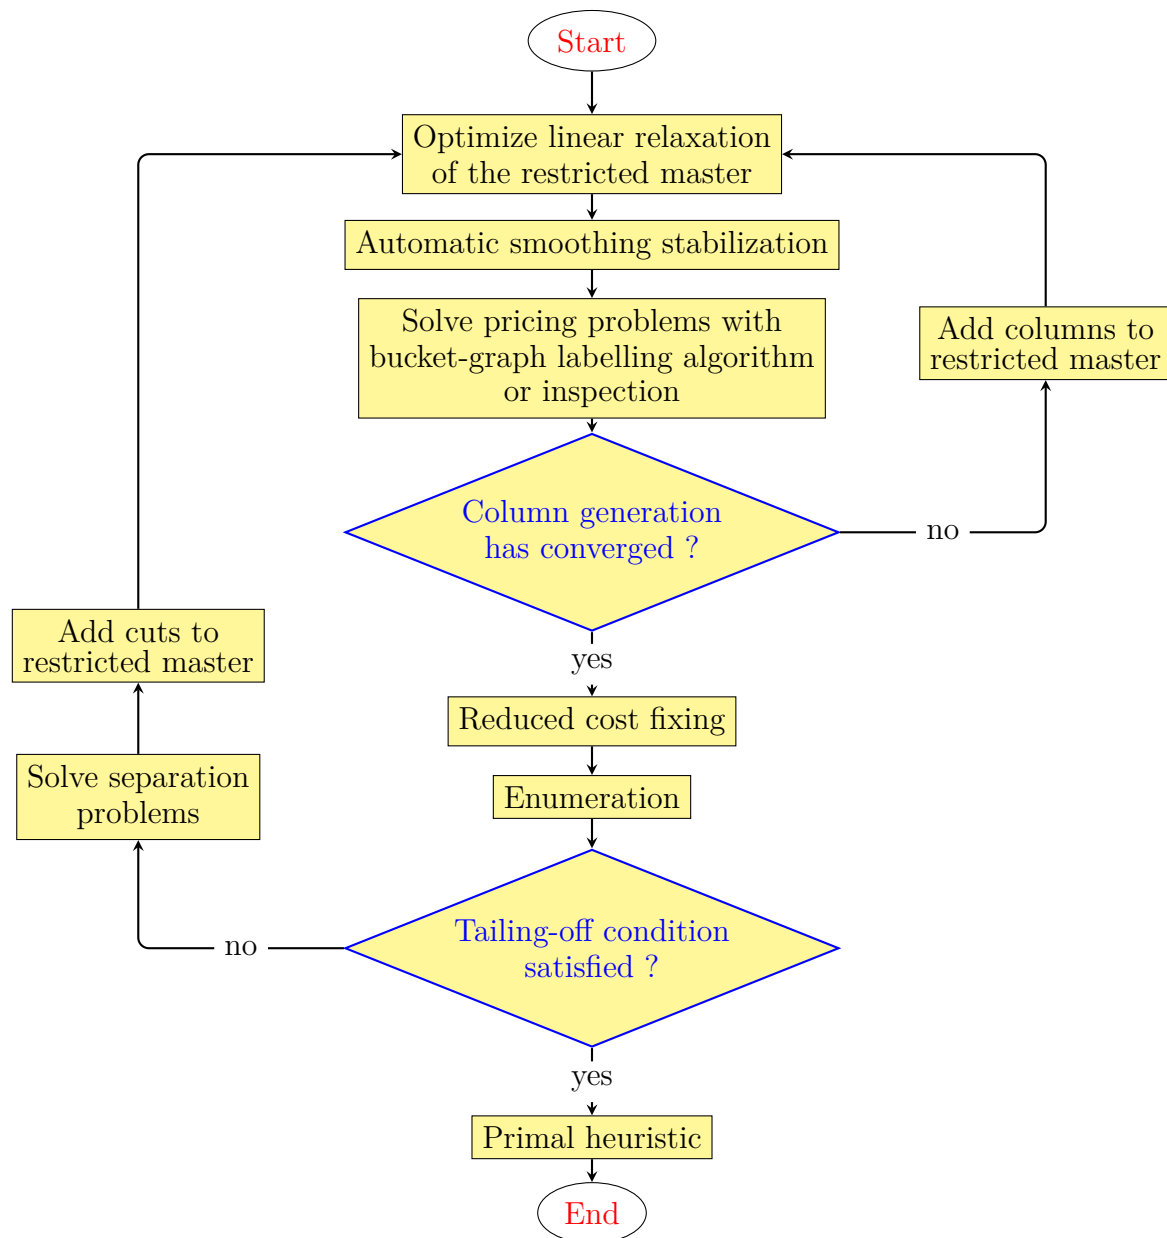 Start
Optimize linear relaxation
of the restricted master
Automatic smoothing stabilization
Solve pricing problems with
bucket-graph labelling algorithm
or inspection
Add columns to
restricted master
Column generation
has converged ?
no
yes
Add cuts to
restricted master
Reduced cost fixing
Solve separation
problems
Enumeration
Tailing-off condition
satisfied ?
no
yes
Primal heuristic
End